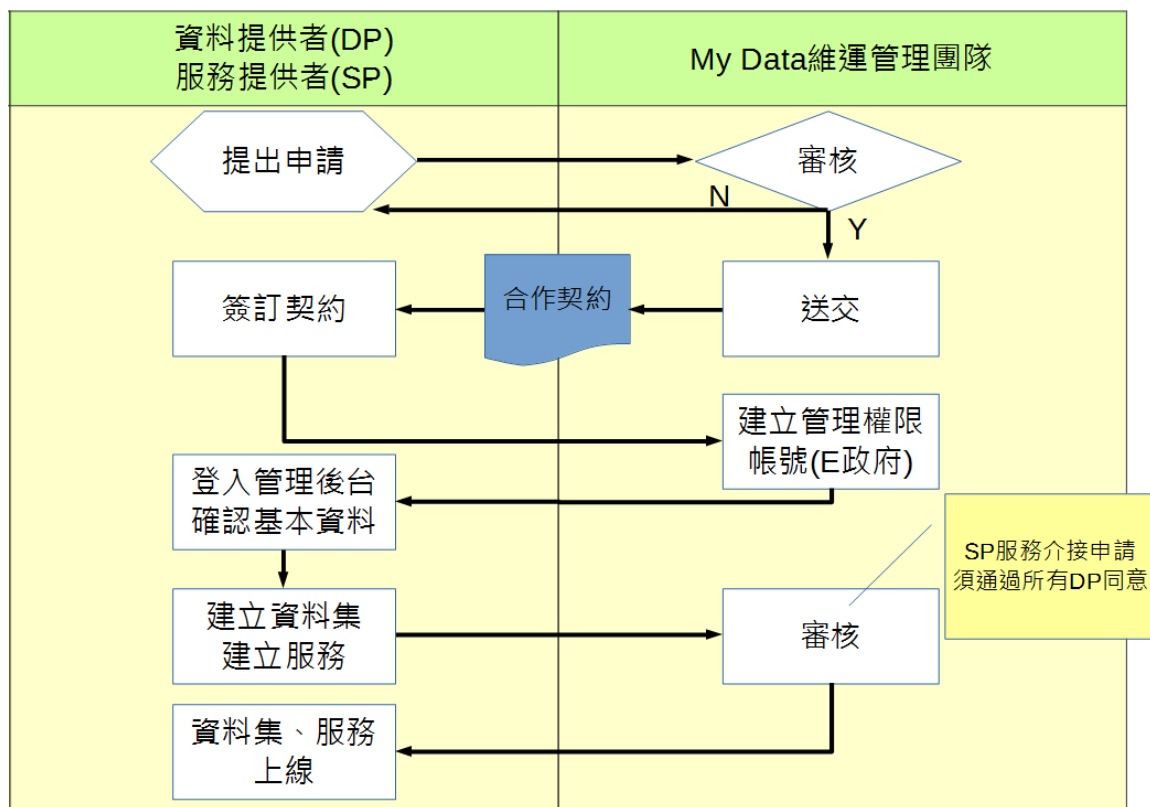 資料提供者(DP)
服務提供者(SP)
My Data維運管理團隊
提出申請
審核
N
Y
簽訂契約
合作契約
送交
建立管理權限
帳號(E政府)
登入管理後台
確認基本資料
SP服務介接申請
須通過所有DP同意
建立資料集
建立服務
審核
資料集、服務
上線